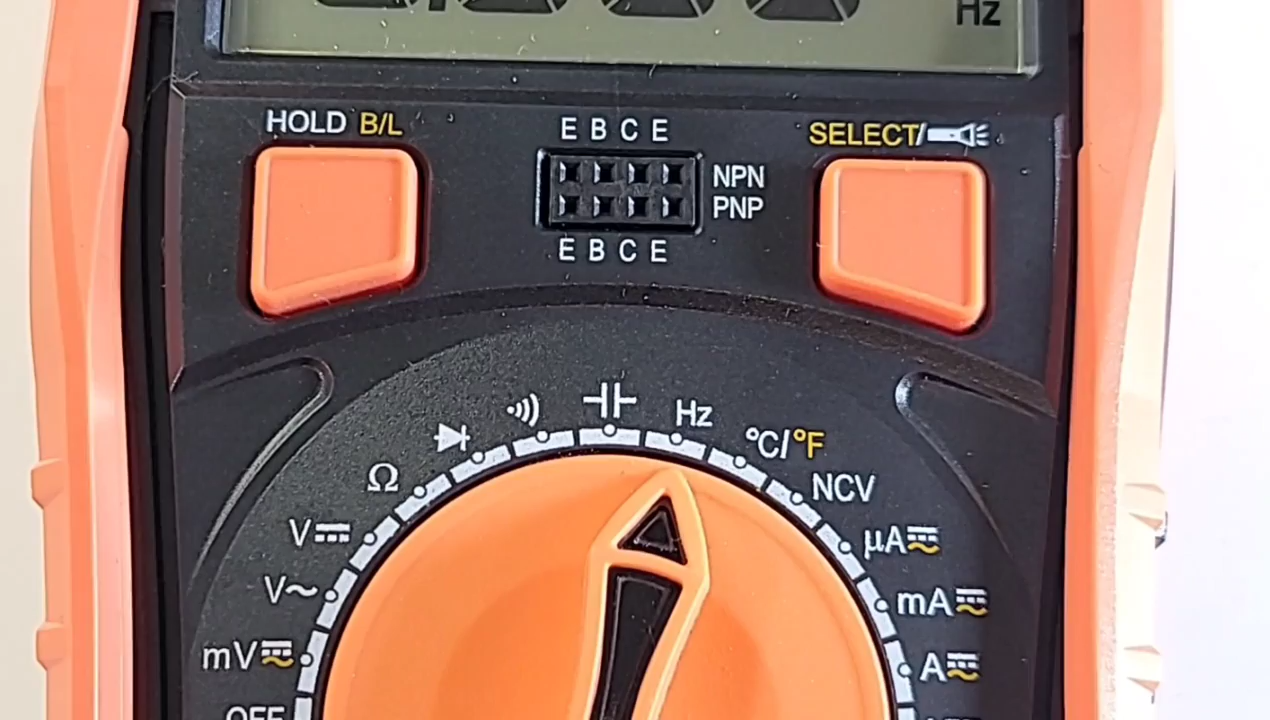 Hz
HOLD B/L
E B C E
SELECT/
NPN
PNP
E B C E
Hz
°C/°F
Ω
NCV
V
μA
V~
mA
mV
A
OFF